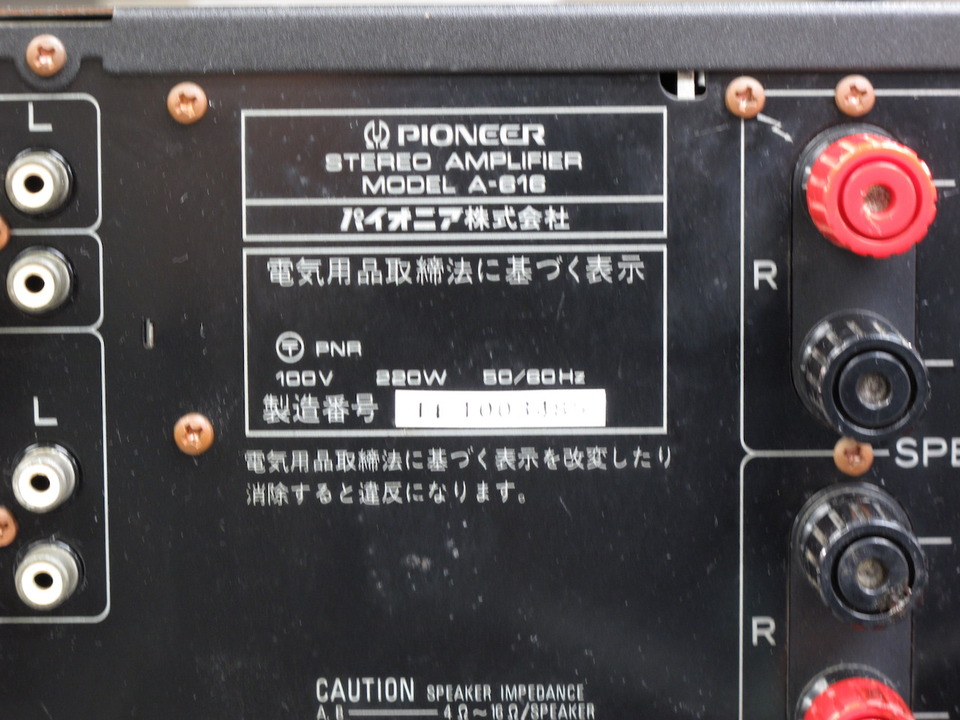 L
PIONEER
STEREO AMPLIFIER
MODEL A-616
パイオニア株式会社
電気用品取締法に基づく表示
R
〒 PNR
100V 220W 50/60Hz
製造番号
L
電気用品取締法に基づく表示を改変したり
消除すると違反になります。
SPE
R
CAUTION SPEAKER IMPEDANCE
A, B 4Ω~16Ω/SPEAKER